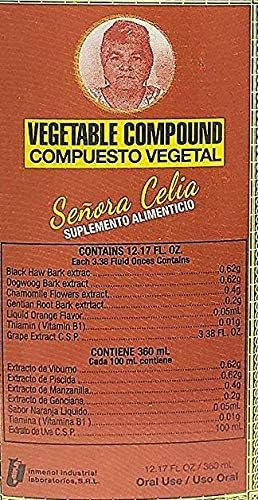 VEGETABLE COMPOUND
COMPUESTO VEGETAL
Señora Celia
SUPLEMENTO ALIMENTICIO
CONTAINS 12.17 FL. OZ.
Each 3.38 Fluid Onces Contains
Black Haw Bark extrac 0.62g
Dogwoog Bark extract 0.62g
Chamomile Flowers extract 0.4g
Gentian Root Bark extrtact 0.2g
Liquid Orange Flavor 0.05mL
Thiamin (Vitamin B1) 0.01g
Grape Extract C.S.P. 3.38 FL. OZ.
CONTIENE 360 mL
Cada 100 mL contiene
Extracto de Viburno 0.62g
Extracto de Piscida 0.62g
Extracto de Manzanilla 0.4g
Extracto de Genciana 0.2g
Sabor Naranja Liquido 0.05mL
Tiamina (Vitamina B1) 0.01g
Extrato de Uva C.S.P. 100 mL
Inmenol Industrial
laboratories, S.R.L.
12.17 FL OZ / 360 mL
Oral Use / Uso Oral